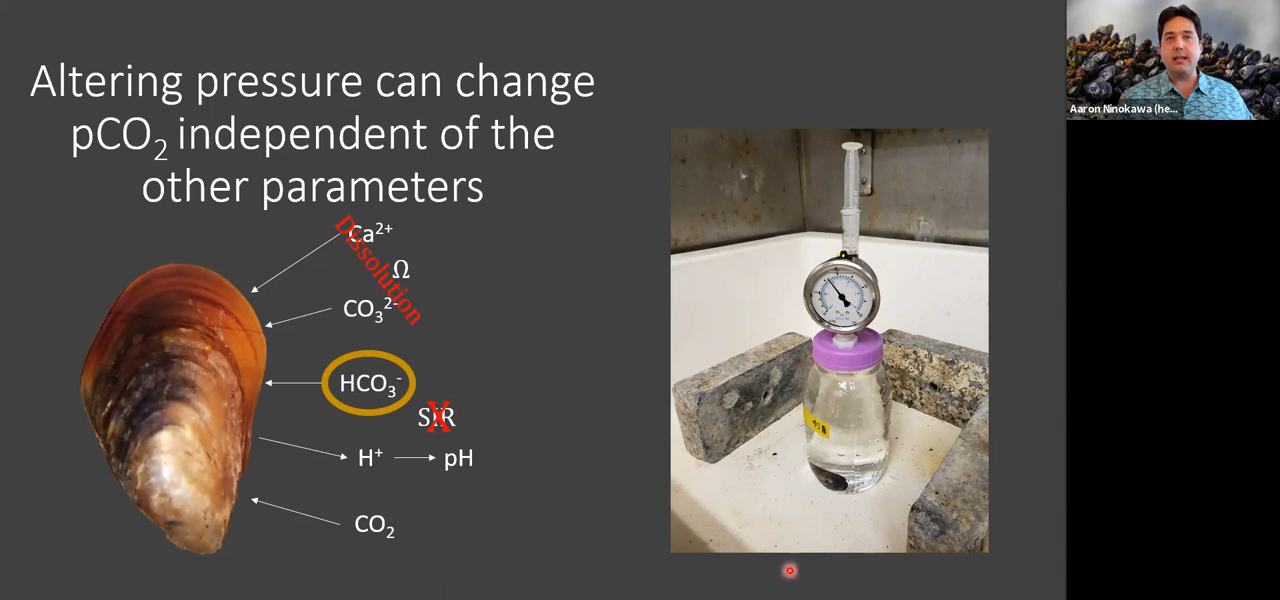 Altering pressure can change
pCO₂ independent of the
other parameters
Ca²⁺
Dissolution
Ω
CO₃²⁻
HCO₃⁻
SIR
H⁺
pH
CO₂
Aaron Ninokawa (he...